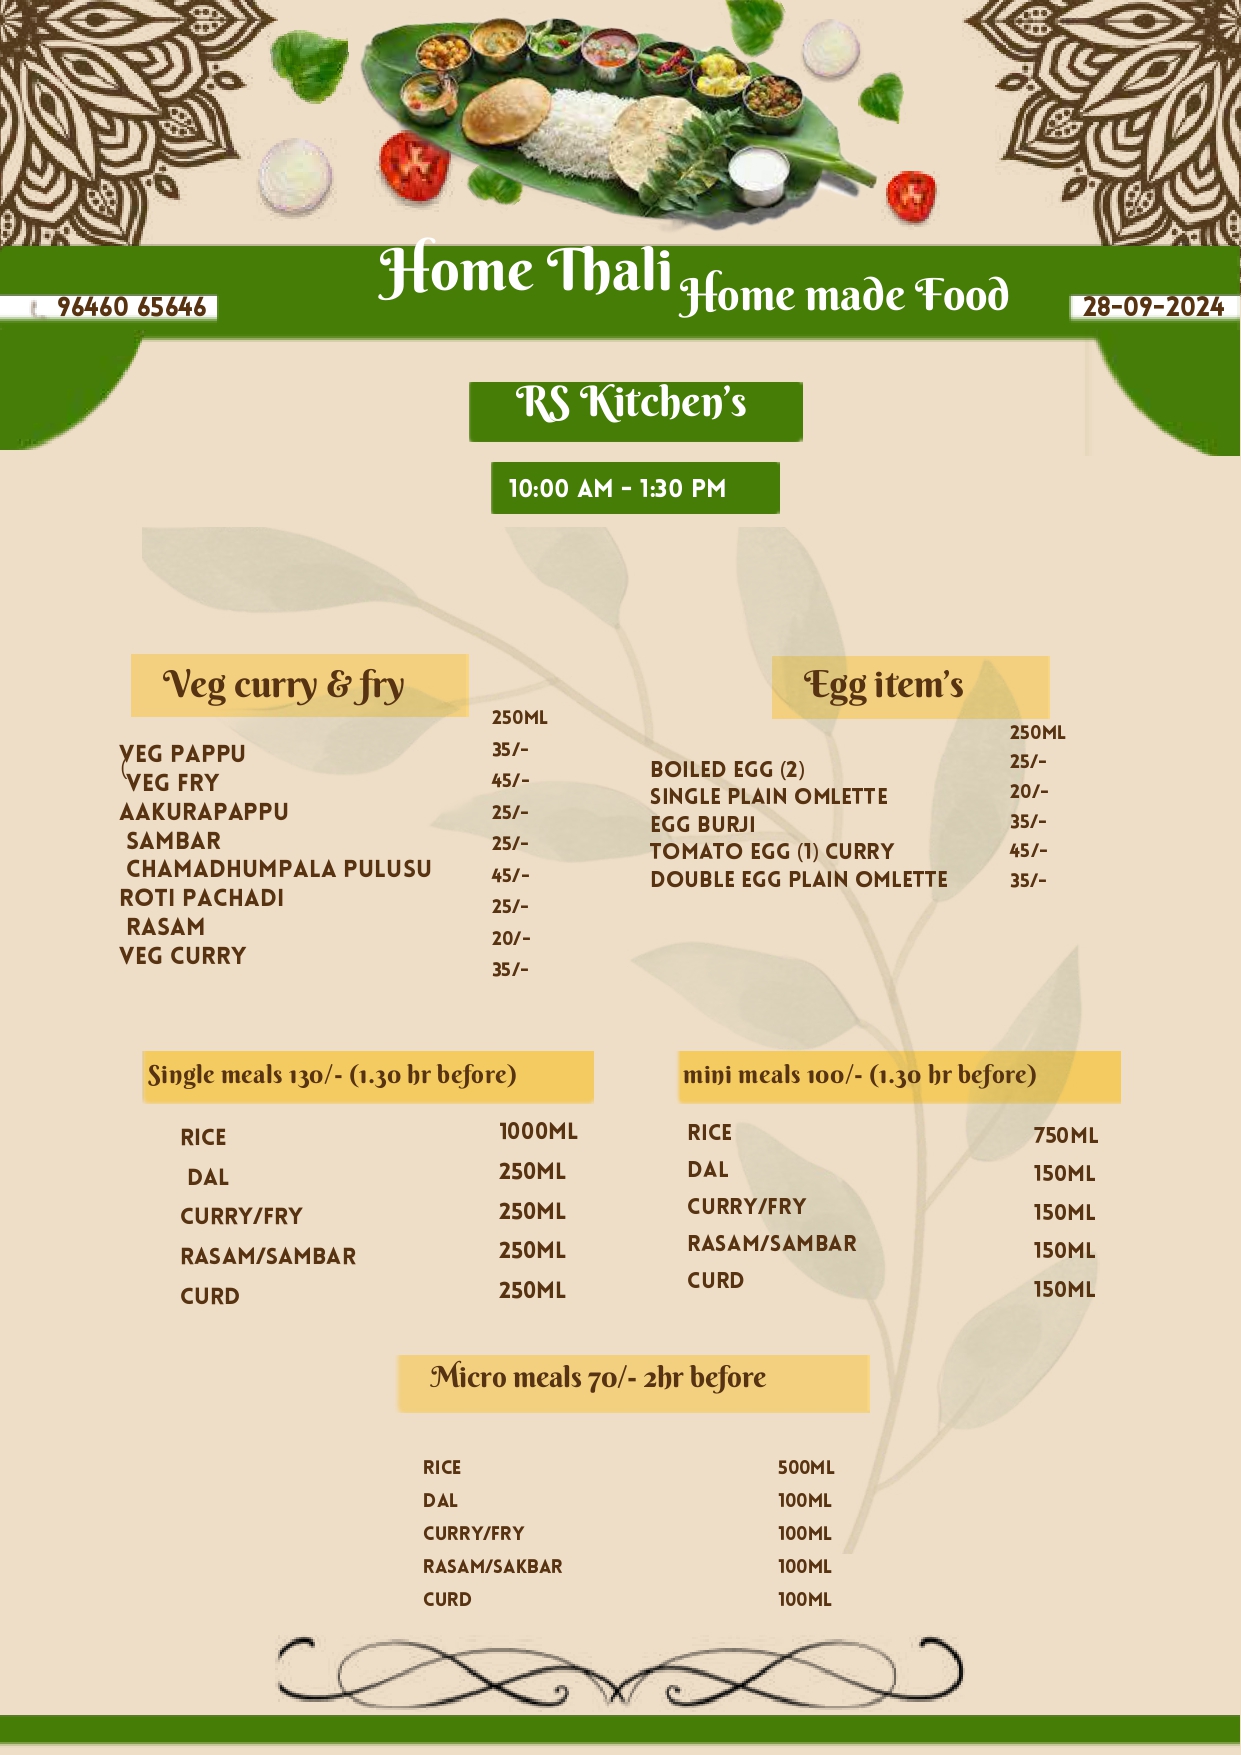 Home Thali
Home made Food
96460 65646
28-09-2024
RS Kitchen's
10:00 AM - 1:30 PM
Veg curry & fry
250ML
VEG PAPPU 35/-
(VEG FRY 45/-
AAKURAPAPPU 25/-
SAMBAR 25/-
CHAMADHUMPALA PULUSU 45/-
ROTI PACHADI 25/-
RASAM 20/-
VEG CURRY 35/-
Egg item's
250ML
BOILED EGG (2) 25/-
SINGLE PLAIN OMLETTE 20/-
EGG BURJI 35/-
TOMATO EGG (1) CURRY 45/-
DOUBLE EGG PLAIN OMLETTE 35/-
Single meals 130/- (1.30 hr before)
RICE 1000ML
DAL 250ML
CURRY/FRY 250ML
RASAM/SAMBAR 250ML
CURD 250ML
mini meals 100/- (1.30 hr before)
RICE 750ML
DAL 150ML
CURRY/FRY 150ML
RASAM/SAMBAR 150ML
CURD 150ML
Micro meals 70/- 2hr before
RICE 500ML
DAL 100ML
CURRY/FRY 100ML
RASAM/SAKBAR 100ML
CURD 100ML